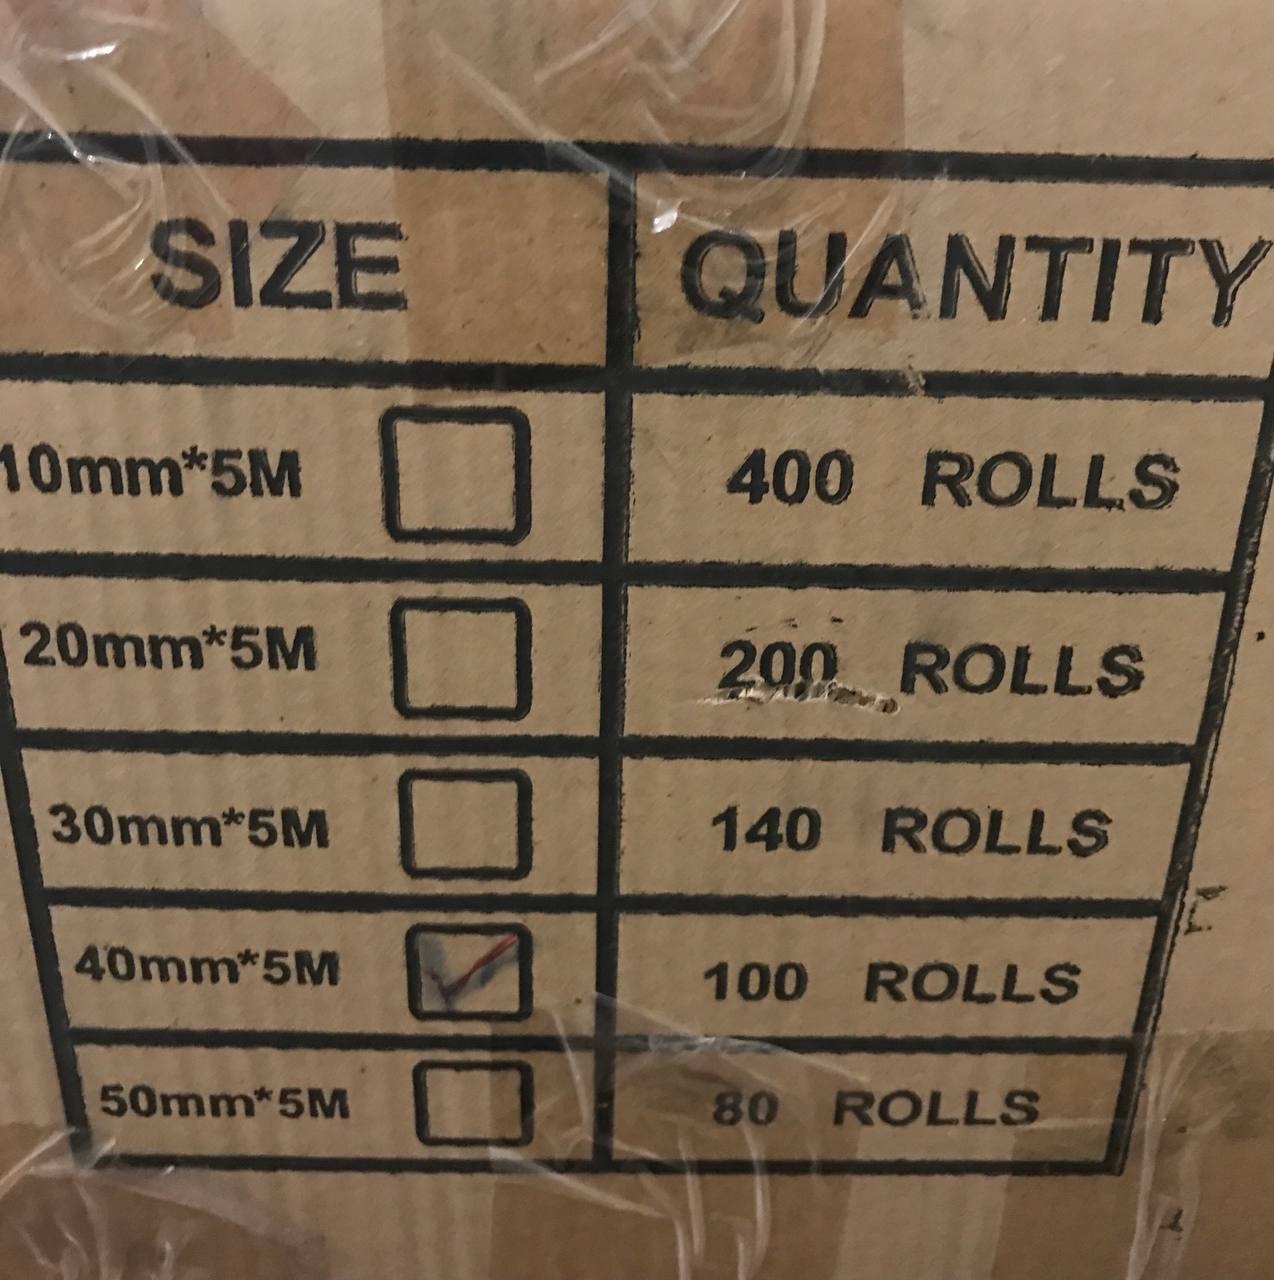 SIZE QUANTITY
10mm*5M 400 ROLLS
20mm*5M 200 ROLLS
30mm*5M 140 ROLLS
40mm*5M 100 ROLLS
50mm*5M 80 ROLLS